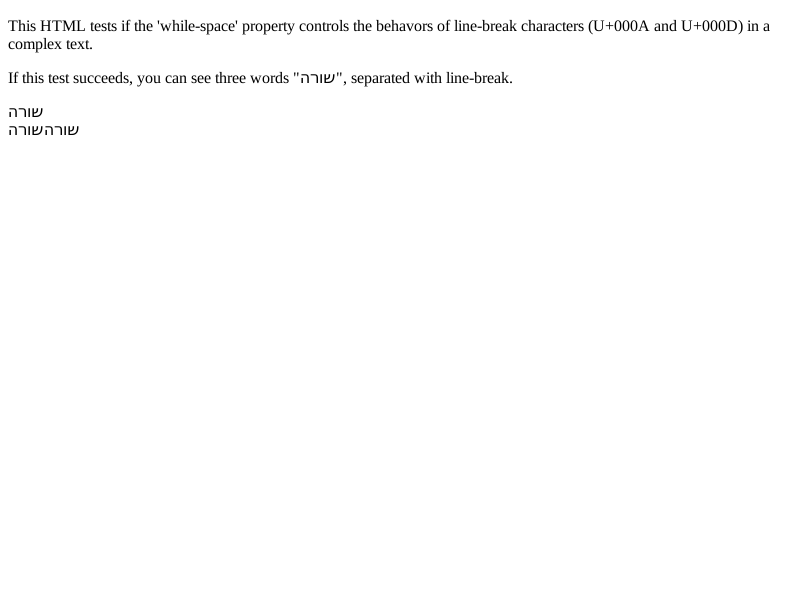 This HTML tests if the 'while-space' property controls the behavors of line-break characters (U+000A and U+000D) in a
complex text.
If this test succeeds, you can see three words "שורה", separated with line-break.
שורה
שורהשורה